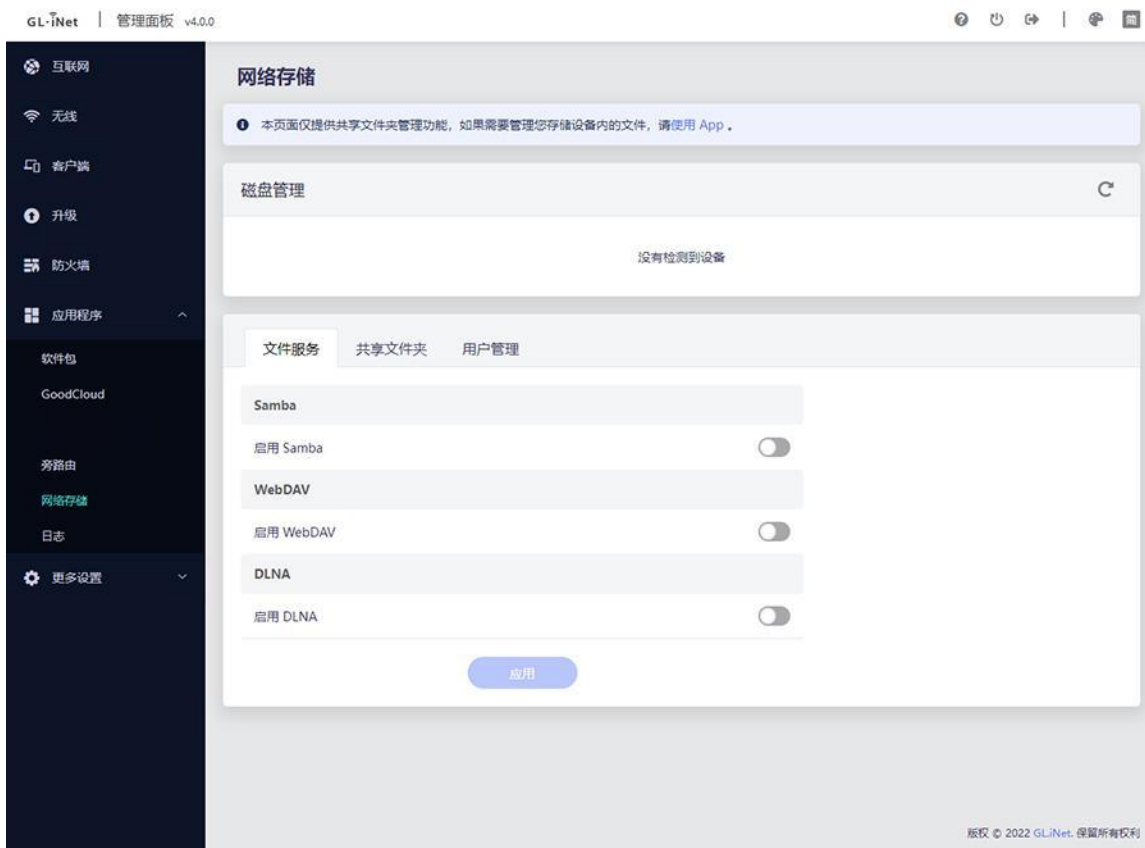 GL·iNet | 管理面板 v4.0.0
简
互联网
无线
客户端
升级
防火墙
应用程序
软件包
GoodCloud
旁路由
网络存储
日志
更多设置
网络存储
本页面仅提供共享文件夹管理功能，如果需要管理您存储设备内的文件，请使用 App 。
磁盘管理
没有检测到设备
文件服务 共享文件夹 用户管理
Samba
启用 Samba
WebDAV
启用 WebDAV
DLNA
启用 DLNA
应用
版权 © 2022 GL.iNet. 保留所有权利